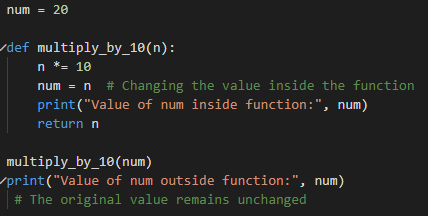 num = 20
def multiply_by_10(n):
    n *= 10
    num = n  # Changing the value inside the function
    print("Value of num inside function:", num)
    return n
multiply_by_10(num)
print("Value of num outside function:", num)
 # The original value remains unchanged